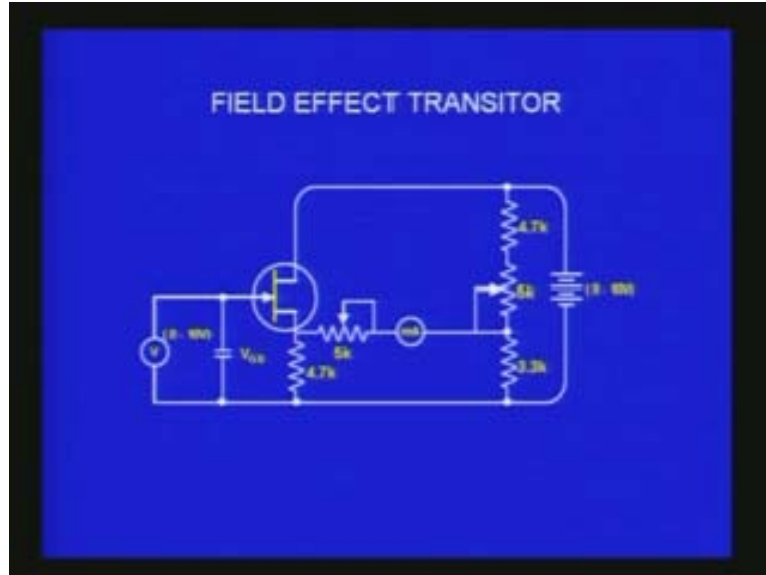 FIELD EFFECT TRANSITOR
4.7k
5k
(0 - 10V)
V
4.7k
5k
mA
3.3k